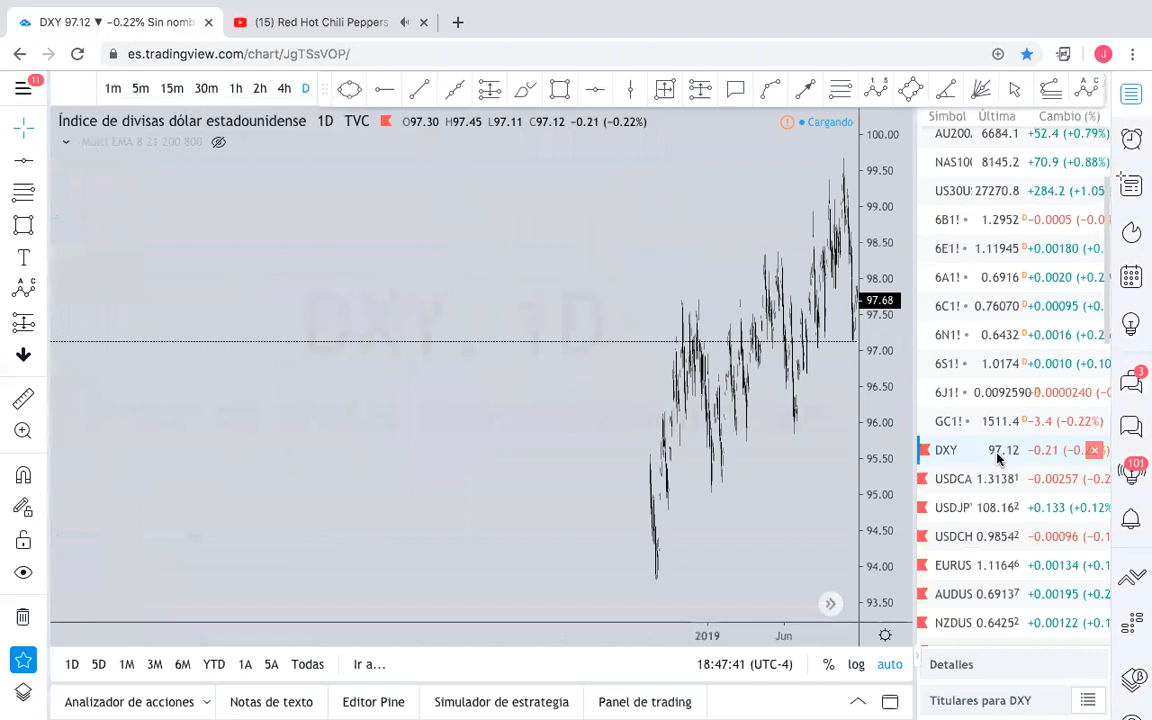 DXY 97.12 ▼ −0.22% Sin nomb
(15) Red Hot Chili Peppers
es.tradingview.com/chart/JgTSsVOP/
J
11
1m 5m 15m 30m 1h 2h 4h D
Índice de divisas dólar estadounidense 1D TVC O97.30 H97.45 L97.11 C97.12 −0.21 (−0.22%)
Cargando
Multi EMA 8 21 200 800
DXY 1D
100.00
99.50
99.00
98.50
98.00
97.68
97.50
97.00
96.50
96.00
95.50
95.00
94.50
94.00
93.50
2019 Jun
Símbol Última Cambio (%)
AU200. 6684.1 +52.4 (+0.79%)
NAS100 8145.2 +70.9 (+0.88%)
US30U: 27270.8 +284.2 (+1.05
6B1! 1.2952 D −0.0005 (−0.0
6E1! 1.11945 D +0.00180 (+0.
6A1! 0.6916 D +0.0020 (+0.2
6C1! 0.76070 D +0.00095 (+0.
6N1! 0.6432 D +0.0016 (+0.2
6S1! 1.0174 D +0.0010 (+0.10
6J1! 0.0092590 −0.0000240 (−0
GC1! 1511.4 D −3.4 (−0.22%)
DXY 97.12 −0.21 (−0.2
USDCA 1.3138¹ −0.00257 (−0.2
USDJP 108.16² +0.133 (+0.12%
USDCH 0.9854² −0.00096 (−0.1
EURUS 1.1164⁶ +0.00134 (+0.1
AUDUS 0.6913⁷ +0.00195 (+0.2
NZDUS 0.6425² +0.00122 (+0.1
3
101
1D 5D 1M 3M 6M YTD 1A 5A Todas Ir a...
18:47:41 (UTC-4) % log auto
Detalles
Analizador de acciones Notas de texto Editor Pine Simulador de estrategia Panel de trading
Titulares para DXY